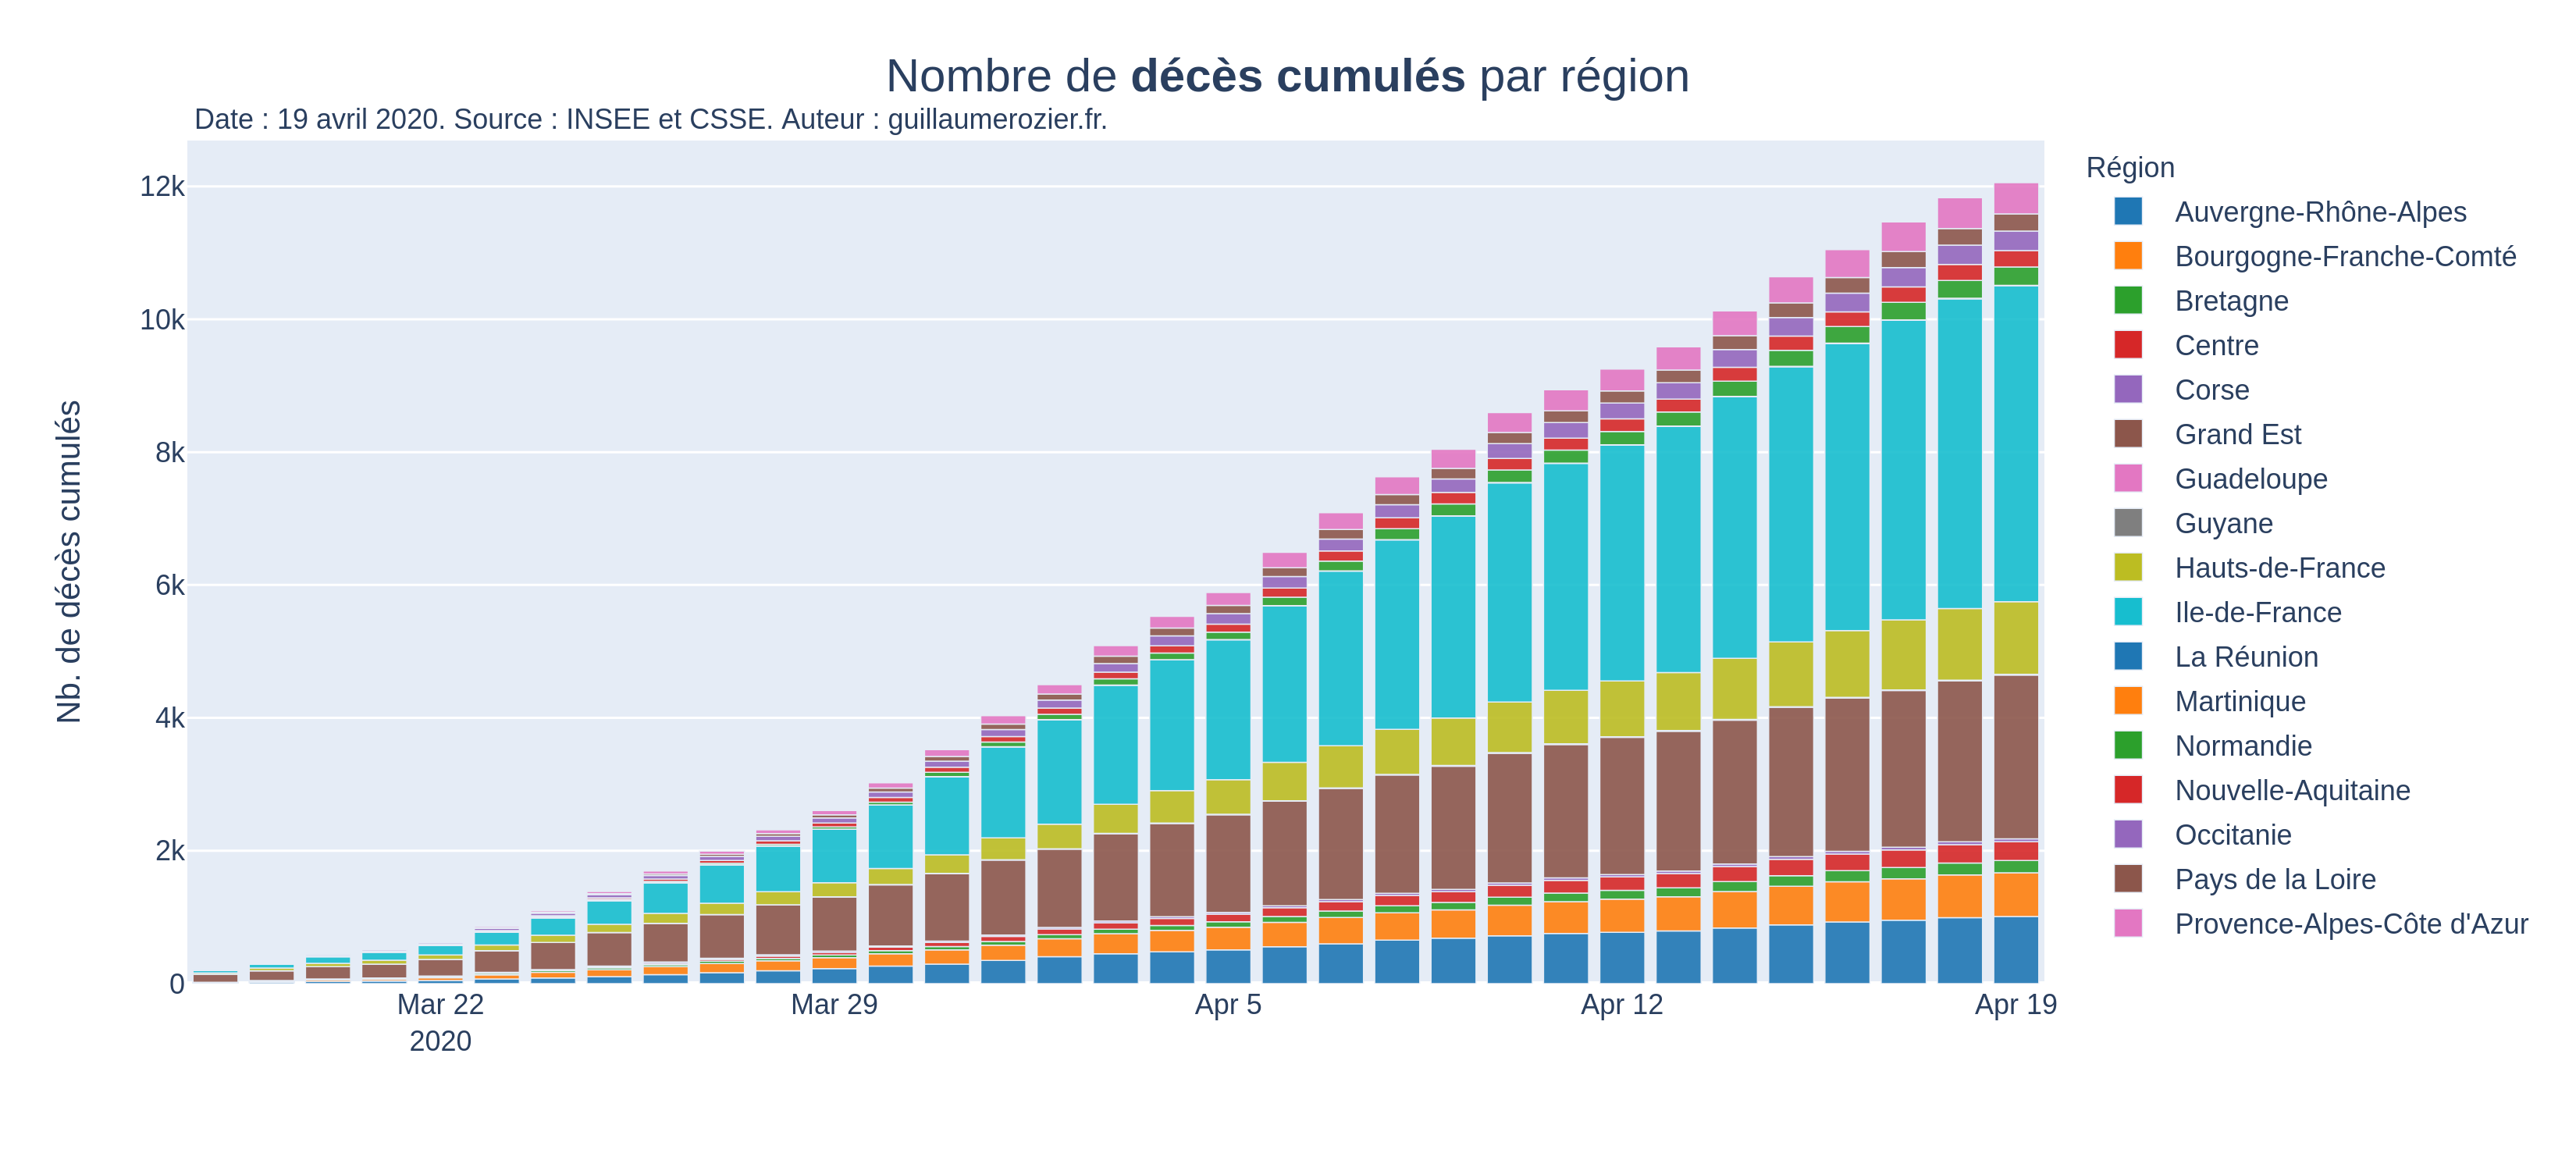 Nombre de décès cumulés par région
Date : 19 avril 2020. Source : INSEE et CSSE. Auteur : guillaumerozier.fr.
Nb. de décès cumulés
12k
10k
8k
6k
4k
2k
0
Mar 22
2020
Mar 29
Apr 5
Apr 12
Apr 19
Région
Auvergne-Rhône-Alpes
Bourgogne-Franche-Comté
Bretagne
Centre
Corse
Grand Est
Guadeloupe
Guyane
Hauts-de-France
Ile-de-France
La Réunion
Martinique
Normandie
Nouvelle-Aquitaine
Occitanie
Pays de la Loire
Provence-Alpes-Côte d'Azur